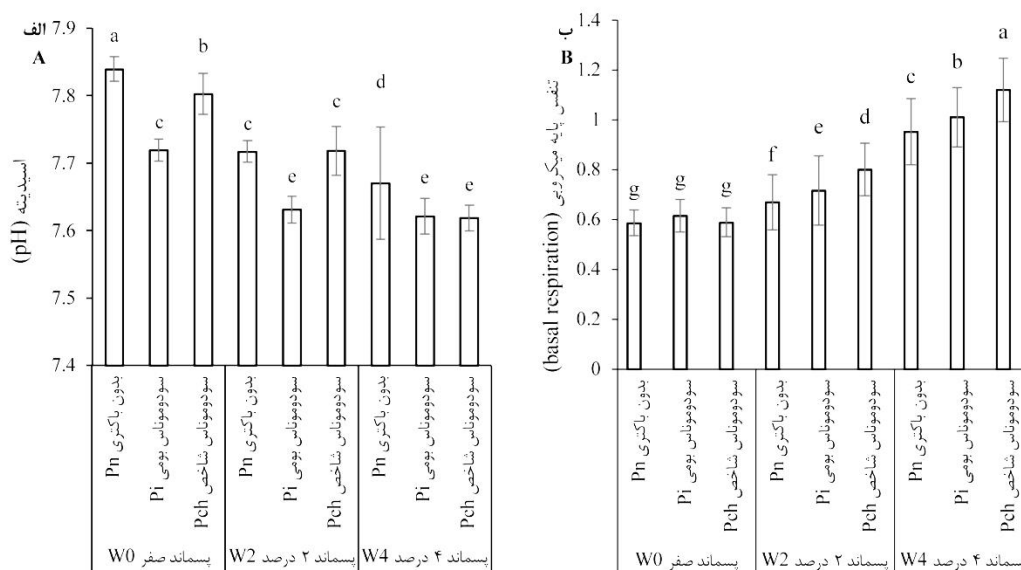 الف
A
7.9
7.8
7.7
7.6
7.5
7.4
اسیدیته (pH)
a
c
b
c
e
c
d
e
e
بدون باکتری Pn
سودوموناس بومی Pi
سودوموناس شاخص Pch
بدون باکتری Pn
سودوموناس بومی Pi
سودوموناس شاخص Pch
بدون باکتری Pn
سودوموناس بومی Pi
سودوموناس شاخص Pch
پسماند صفر W0
پسماند ۲ درصد W2
پسماند ۴ درصد W4
B
1.4
1.2
1
0.8
0.6
0.4
0.2
0
تنفس پایه میکروبی
(basal respiration)
g
g
g
f
e
d
c
b
a
بدون باکتری Pn
سودوموناس بومی Pi
سودوموناس شاخص Pch
بدون باکتری Pn
سودوموناس بومی Pi
سودوموناس شاخص Pch
بدون باکتری Pn
سودوموناس بومی Pi
سودوموناس شاخص Pch
پسماند صفر W0
پسماند ۲ درصد W2
سماند ۴ درصد W4